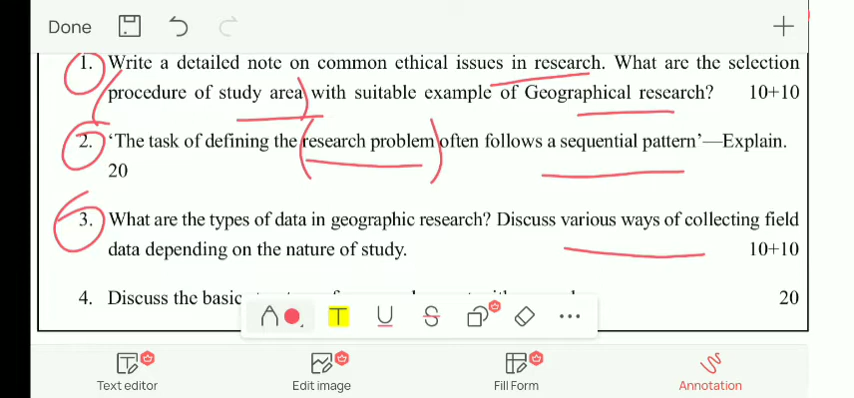 Done
1. Write a detailed note on common ethical issues in research. What are the selection
procedure of study area with suitable example of Geographical research? 10+10
2. ‘The task of defining the research problem often follows a sequential pattern’—Explain.
20
3. What are the types of data in geographic research? Discuss various ways of collecting field
data depending on the nature of study. 10+10
4. Discuss the basic 20
T U S
Text editor Edit image Fill Form Annotation